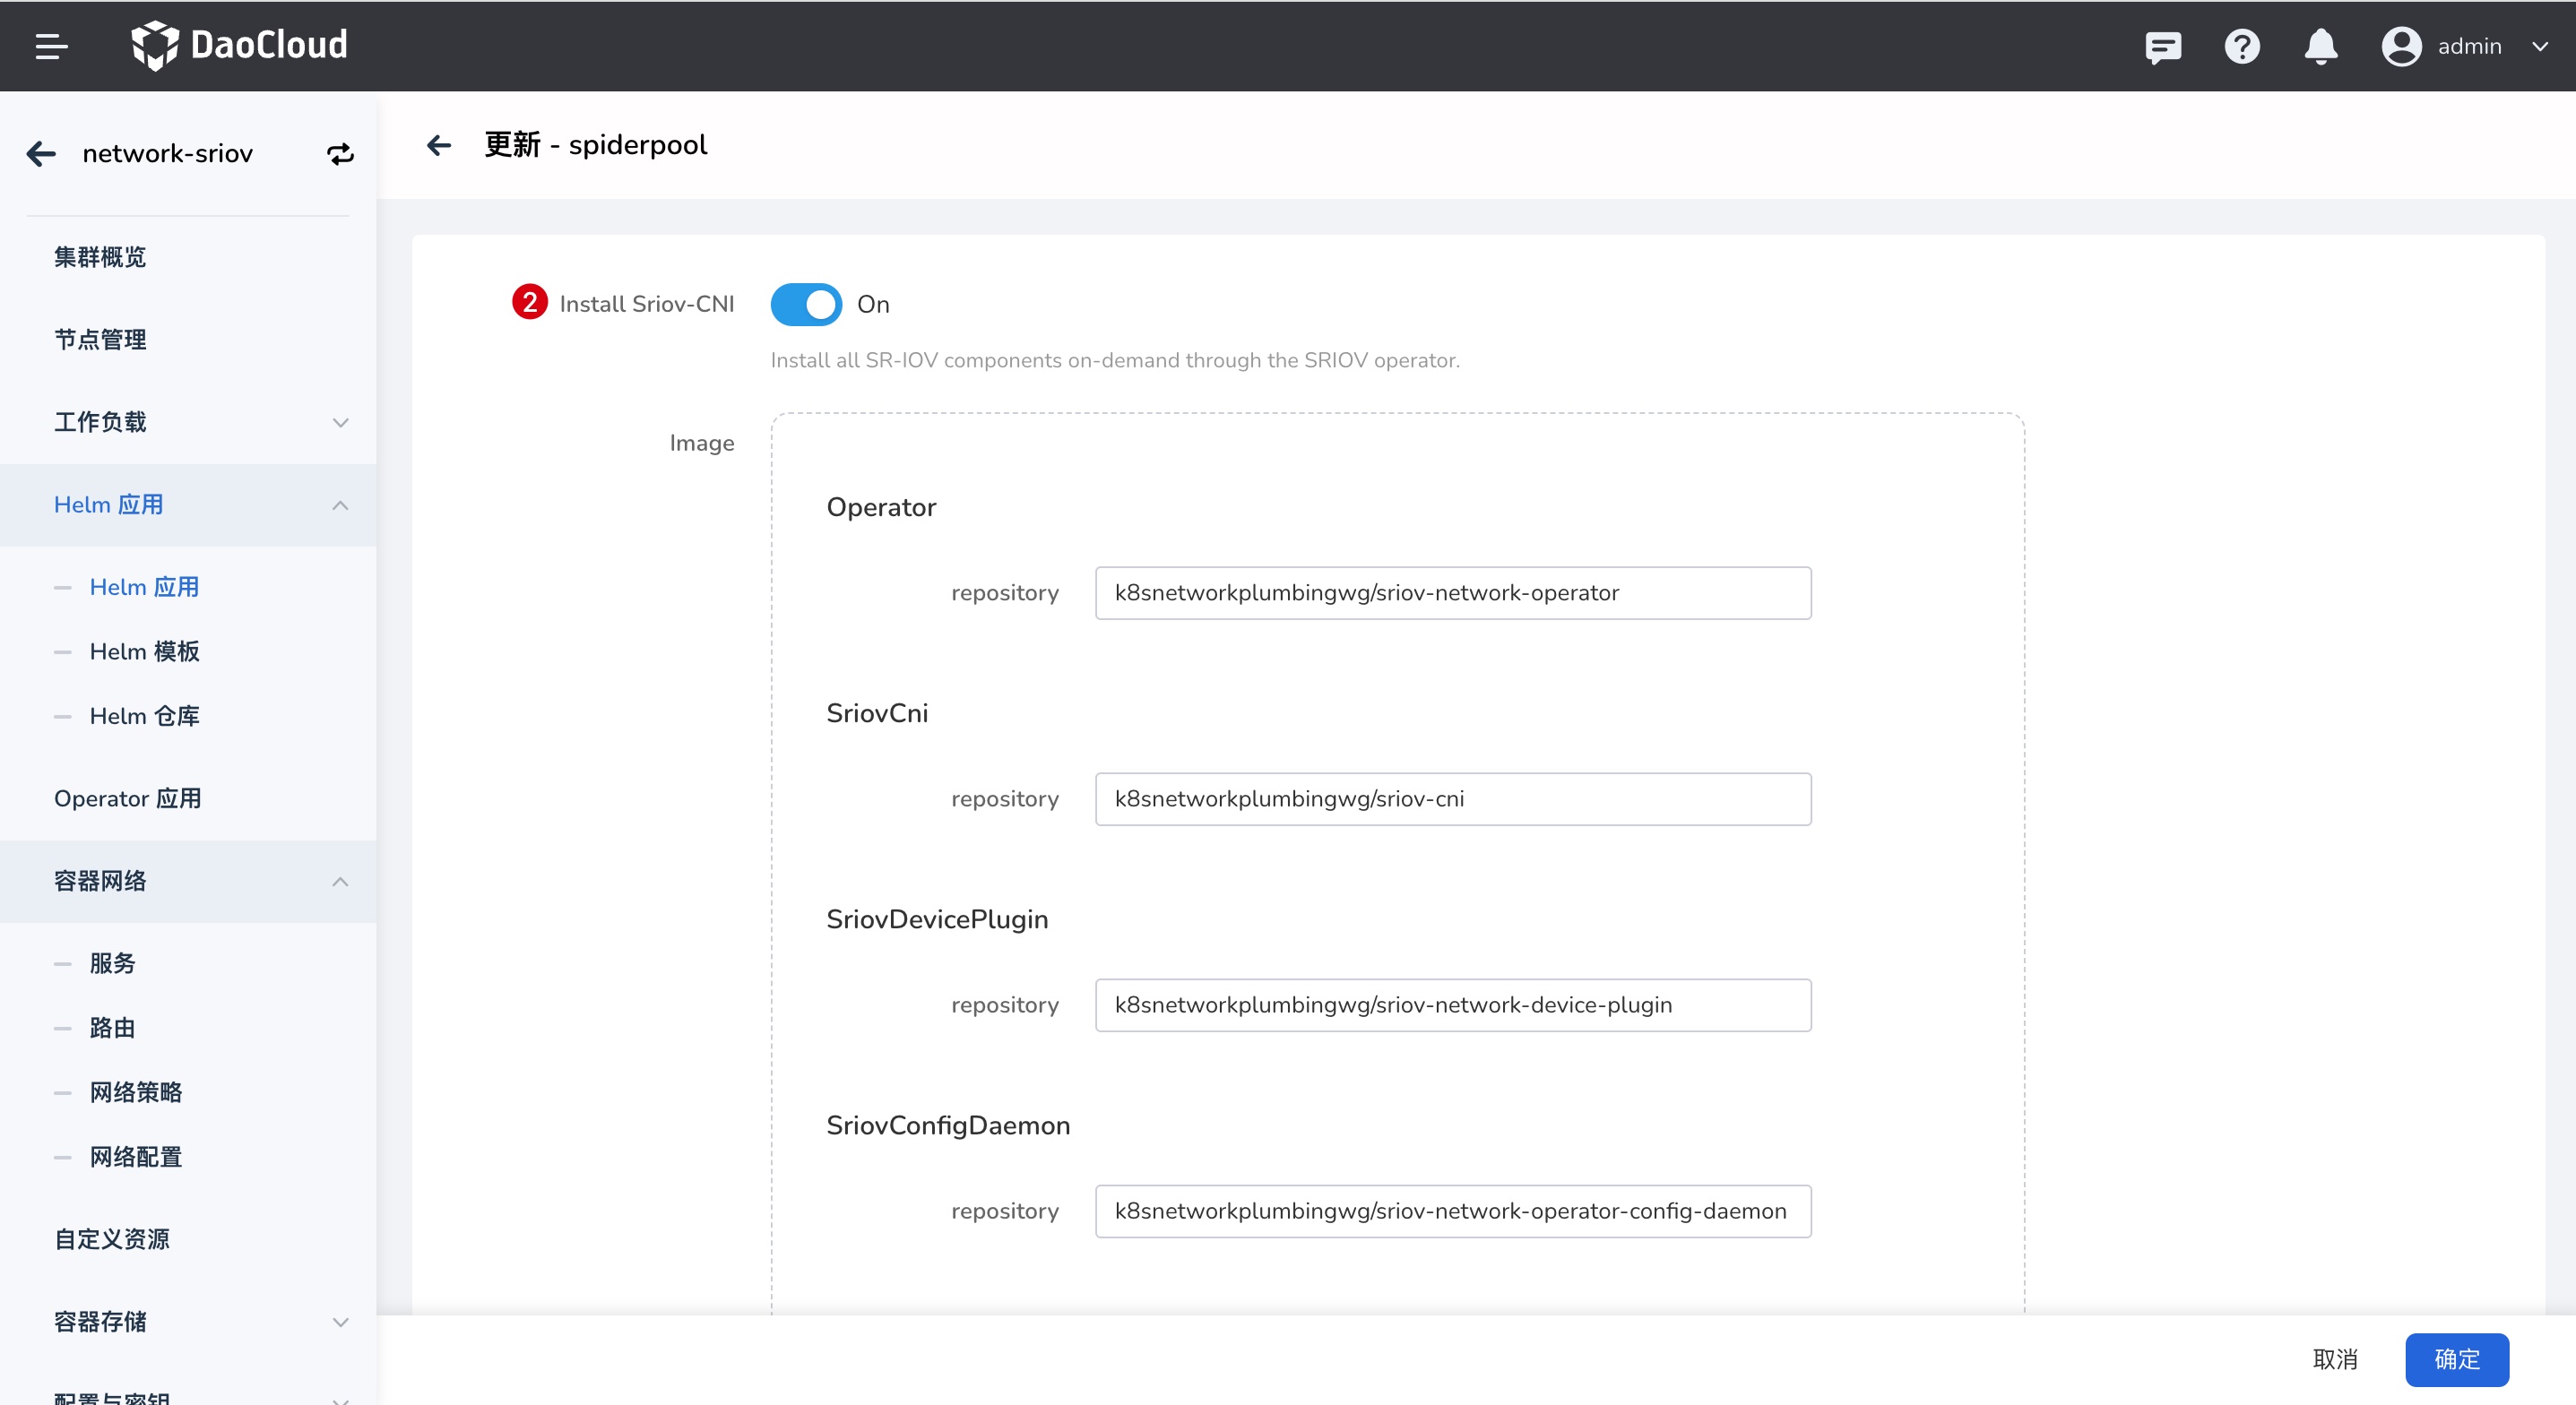 DaoCloud
admin
network-sriov
集群概览
节点管理
工作负载
Helm 应用
Helm 应用
Helm 模板
Helm 仓库
Operator 应用
容器网络
服务
路由
网络策略
网络配置
自定义资源
容器存储
配置与密钥
更新 - spiderpool
2 Install Sriov-CNI On
Install all SR-IOV components on-demand through the SRIOV operator.
Image
Operator
repository k8snetworkplumbingwg/sriov-network-operator
SriovCni
repository k8snetworkplumbingwg/sriov-cni
SriovDevicePlugin
repository k8snetworkplumbingwg/sriov-network-device-plugin
SriovConfigDaemon
repository k8snetworkplumbingwg/sriov-network-operator-config-daemon
取消 确定